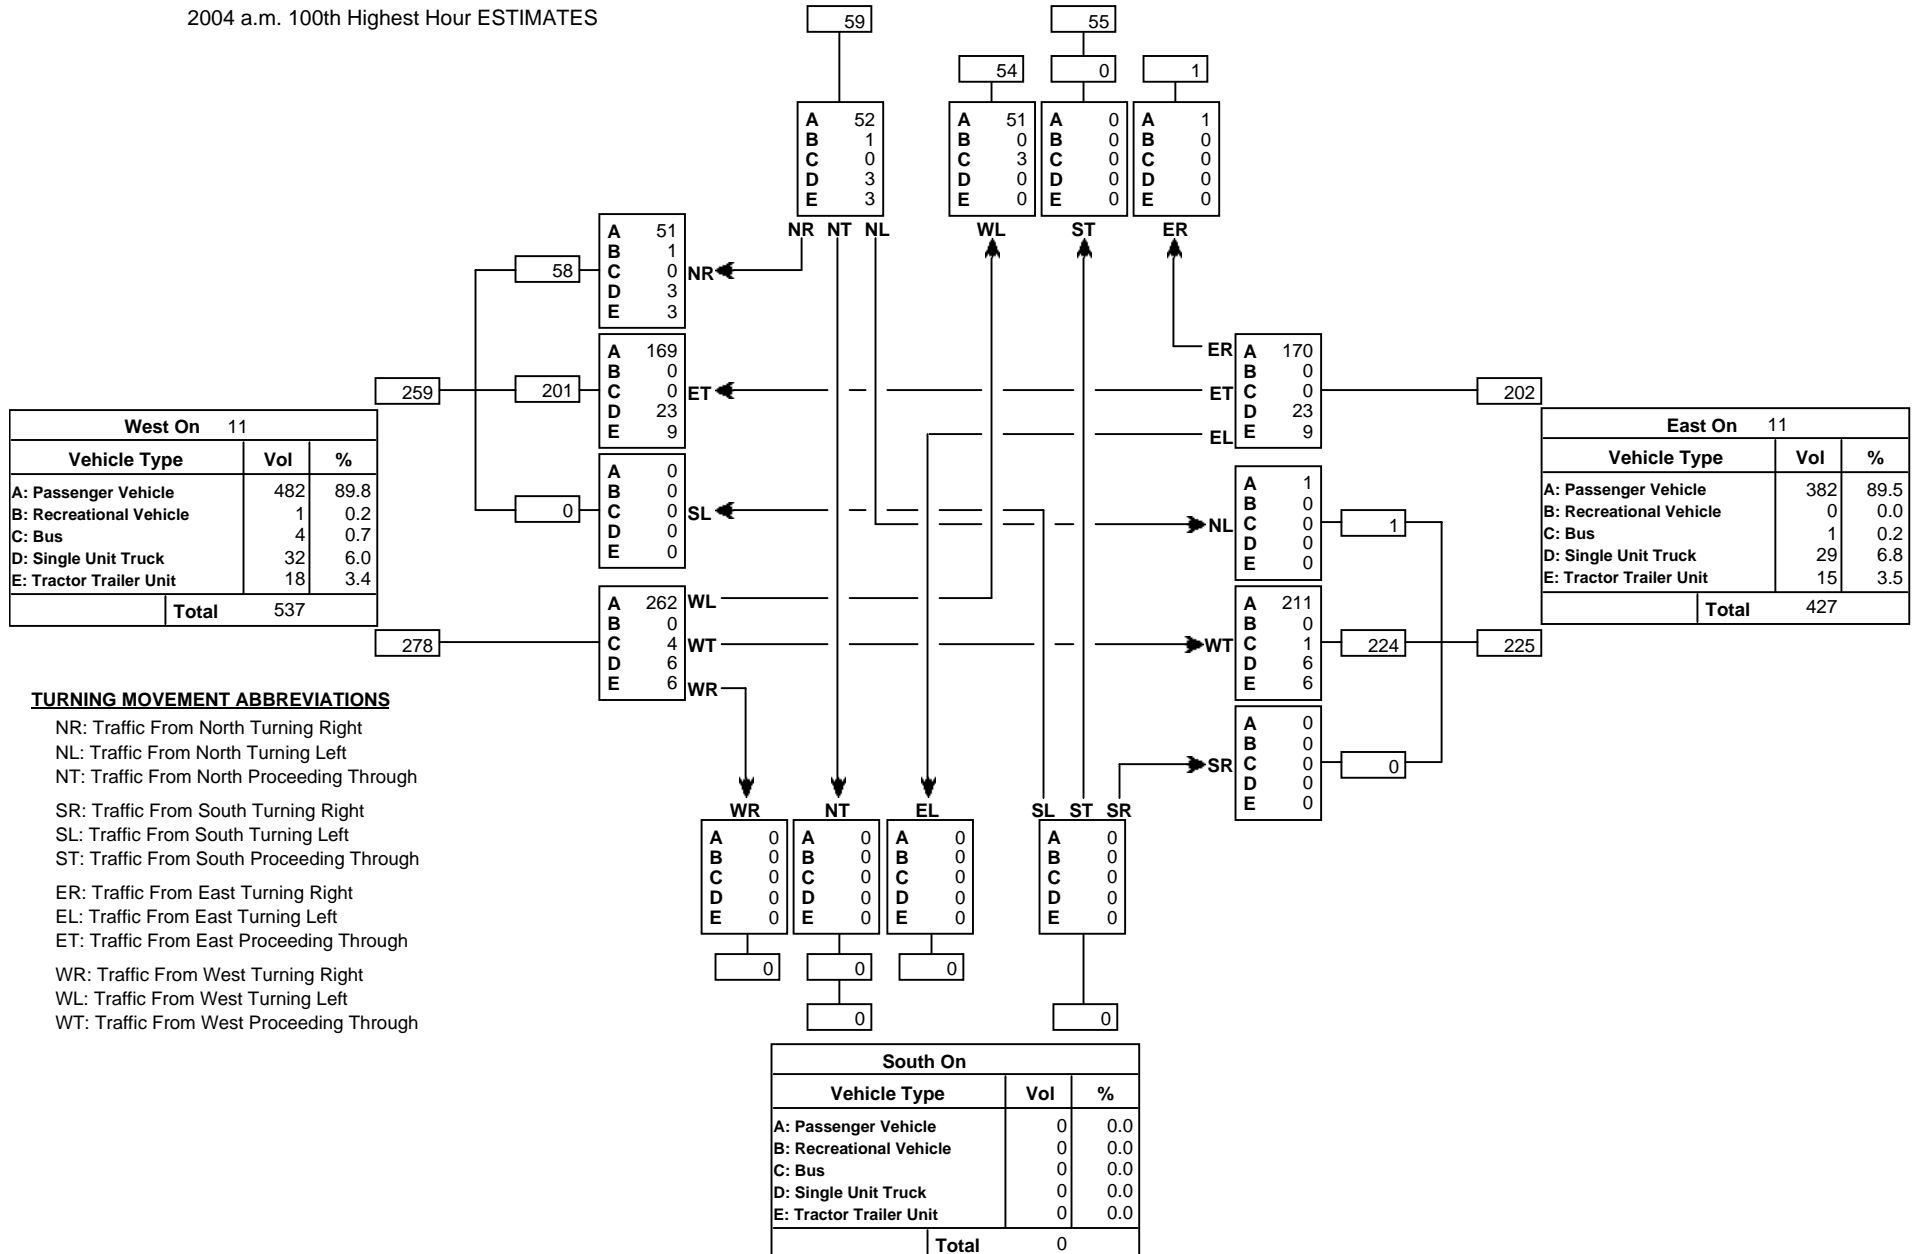 2004 a.m. 100th Highest Hour ESTIMATES
59
55
54
0
1
A 52
B 1
C 0
D 3
E 3
A 51
B 0
C 3
D 0
E 0
A 0
B 0
C 0
D 0
E 0
A 1
B 0
C 0
D 0
E 0
NR NT NL
WL
ST
ER
58
A 51
B 1
C 0
D 3
E 3
NR
259
201
A 169
B 0
C 0
D 23
E 9
ET
0
A 0
B 0
C 0
D 0
E 0
SL
278
A 262
B 0
C 4
D 6
E 6
WL
WT
WR
West On 11
Vehicle Type Vol %
A: Passenger Vehicle 482 89.8
B: Recreational Vehicle 1 0.2
C: Bus 4 0.7
D: Single Unit Truck 32 6.0
E: Tractor Trailer Unit 18 3.4
Total 537
ER
ET
EL
A 170
B 0
C 0
D 23
E 9
202
NL
A 1
B 0
C 0
D 0
E 0
1
WT
A 211
B 0
C 1
D 6
E 6
224
225
SR
A 0
B 0
C 0
D 0
E 0
0
East On 11
Vehicle Type Vol %
A: Passenger Vehicle 382 89.5
B: Recreational Vehicle 0 0.0
C: Bus 1 0.2
D: Single Unit Truck 29 6.8
E: Tractor Trailer Unit 15 3.5
Total 427
TURNING MOVEMENT ABBREVIATIONS
NR: Traffic From North Turning Right
NL: Traffic From North Turning Left
NT: Traffic From North Proceeding Through
SR: Traffic From South Turning Right
SL: Traffic From South Turning Left
ST: Traffic From South Proceeding Through
ER: Traffic From East Turning Right
EL: Traffic From East Turning Left
ET: Traffic From East Proceeding Through
WR: Traffic From West Turning Right
WL: Traffic From West Turning Left
WT: Traffic From West Proceeding Through
WR
NT
EL
SL ST SR
A 0
B 0
C 0
D 0
E 0
A 0
B 0
C 0
D 0
E 0
A 0
B 0
C 0
D 0
E 0
A 0
B 0
C 0
D 0
E 0
0
0
0
0
0
South On
Vehicle Type Vol %
A: Passenger Vehicle 0 0.0
B: Recreational Vehicle 0 0.0
C: Bus 0 0.0
D: Single Unit Truck 0 0.0
E: Tractor Trailer Unit 0 0.0
Total 0